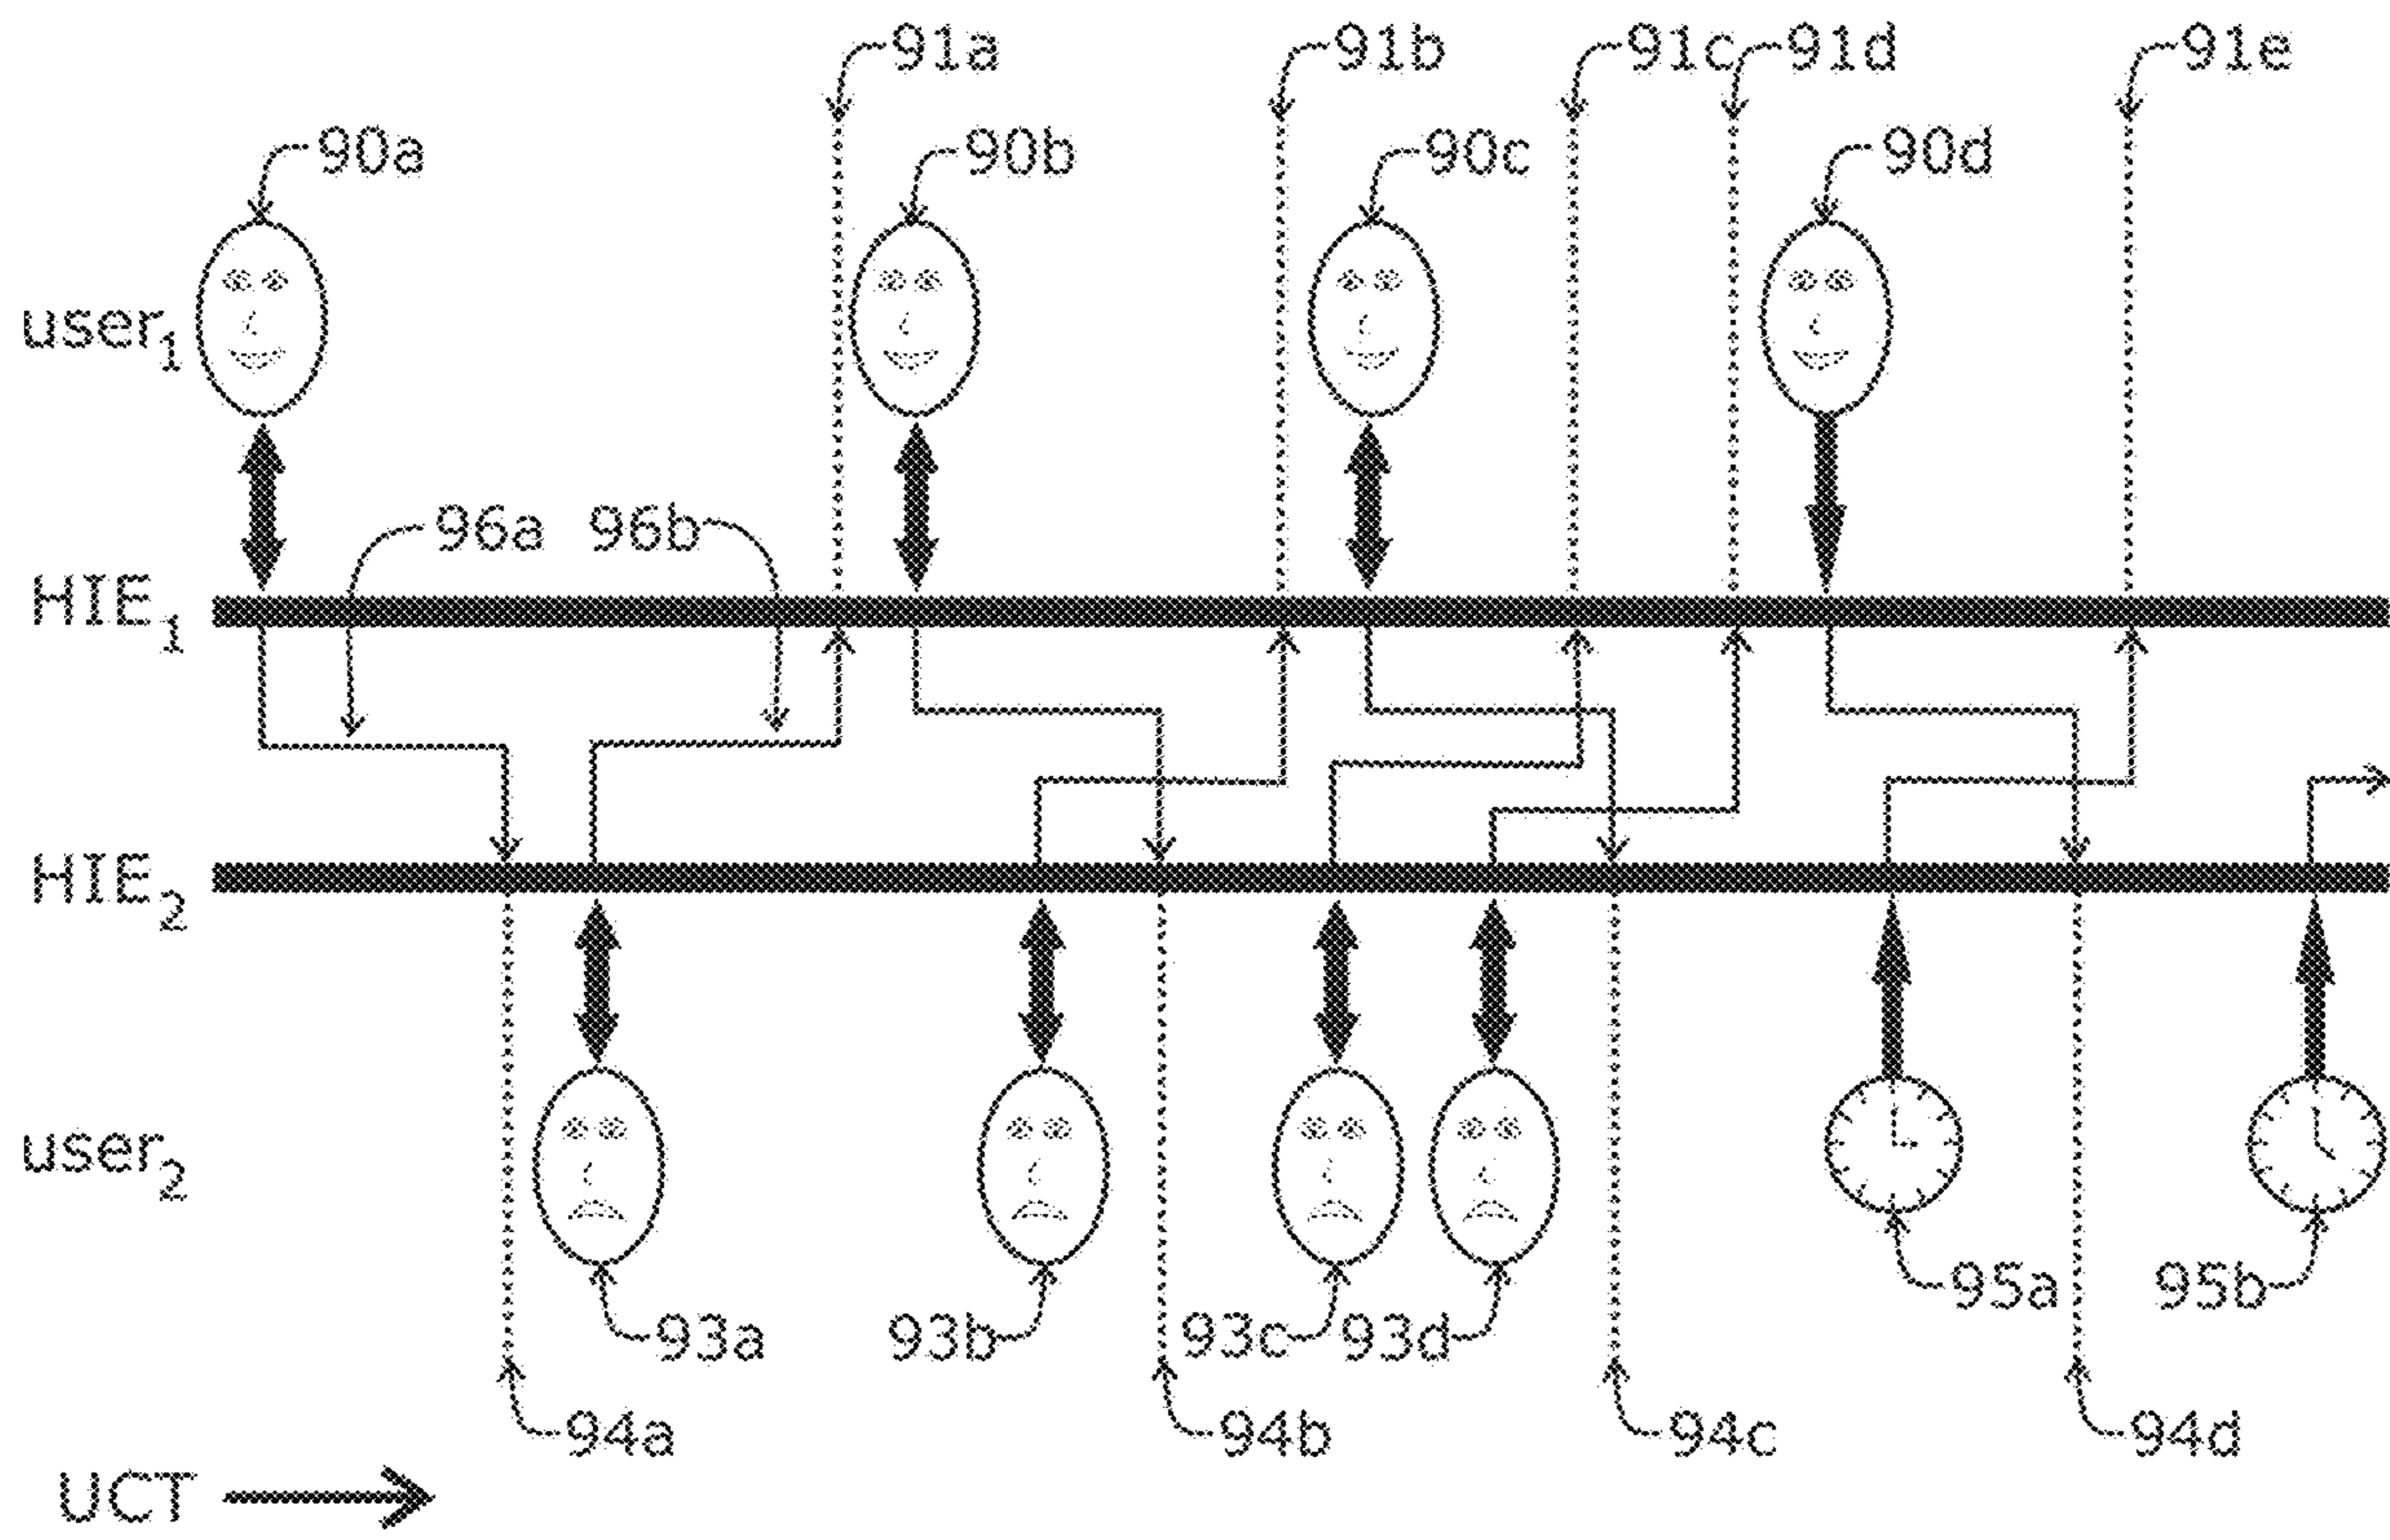 91a 91b 91c 91d 91e
90a 90b 90c 90d
user1
96a 96b
HIE1
HIE2
user2
95a 95b
93a 93b 93c 93d
94a 94b 94c 94d
UCT